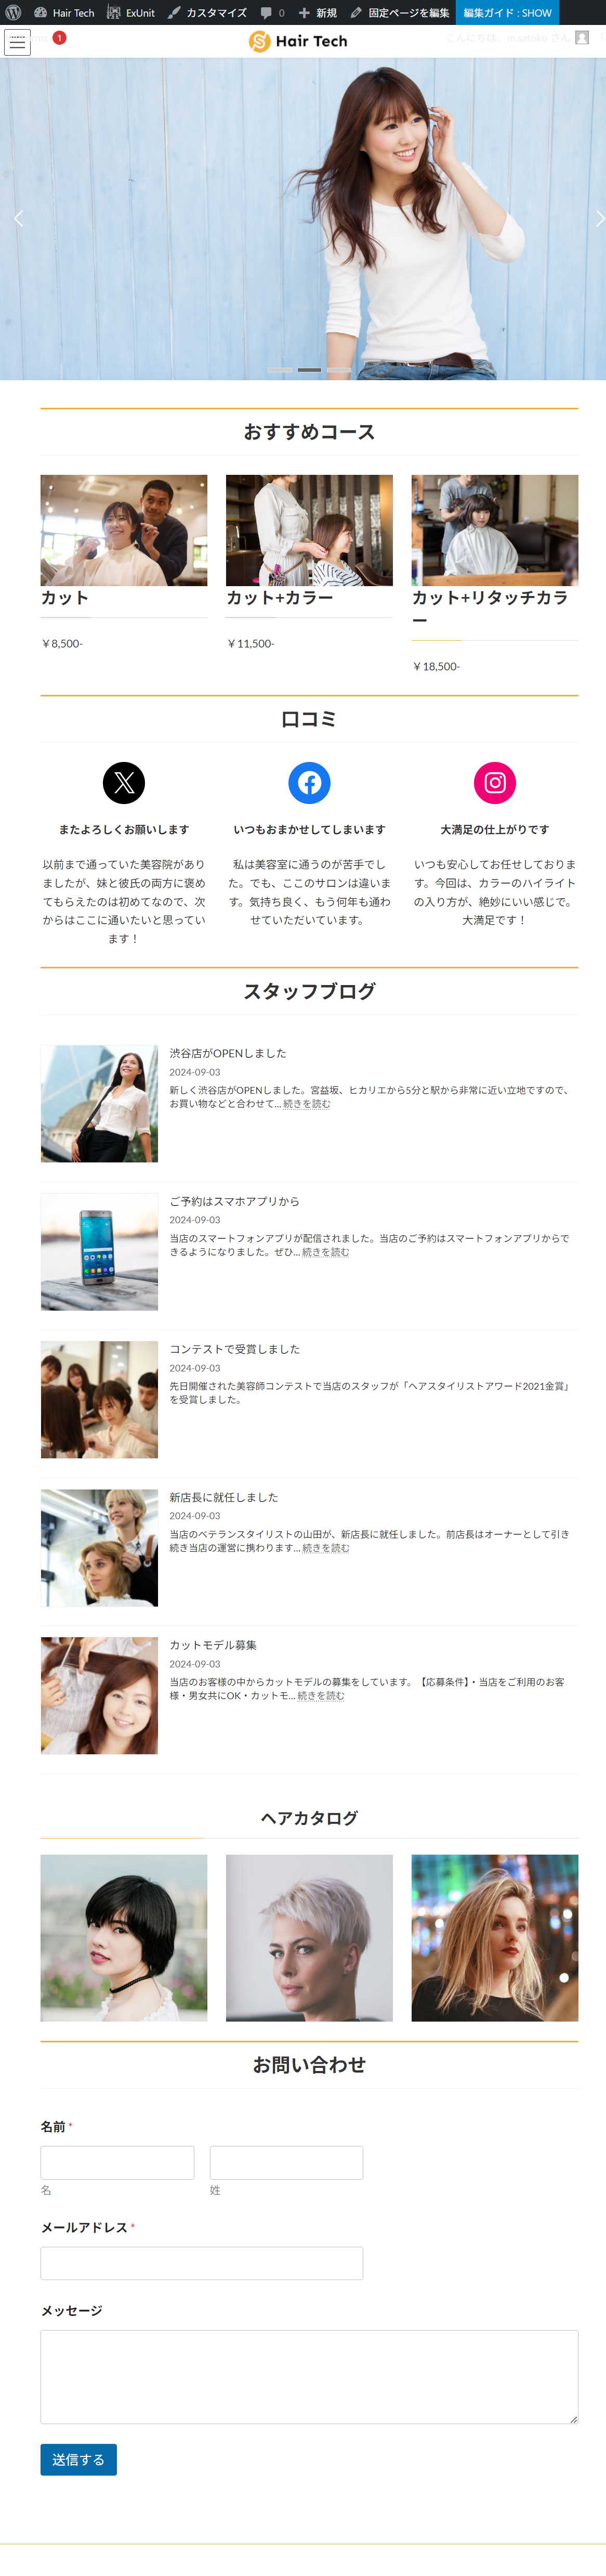 Hair Tech ExUnit カスタマイズ 0 新規 固定ページを編集 編集ガイド : SHOW
1
Hair Tech
こんにちは、m.satoko さん
おすすめコース
カット
￥8,500-
カット+カラー
￥11,500-
カット+リタッチカラ
ー
￥18,500-
口コミ
またよろしくお願いします
以前まで通っていた美容院があり
ましたが、妹と彼氏の両方に褒め
てもらえたのは初めてなので、次
からはここに通いたいと思ってい
ます！
いつもおまかせしてしまいます
私は美容室に通うのが苦手でし
た。でも、ここのサロンは違いま
す。気持ち良く、もう何年も通わ
せていただいています。
大満足の仕上がりです
いつも安心してお任せしておりま
す。今回は、カラーのハイライト
の入り方が、絶妙にいい感じで。
大満足です！
スタッフブログ
渋谷店がOPENしました
2024-09-03
新しく渋谷店がOPENしました。宮益坂、ヒカリエから5分と駅から非常に近い立地ですので、
お買い物などと合わせて... 続きを読む
ご予約はスマホアプリから
2024-09-03
当店のスマートフォンアプリが配信されました。当店のご予約はスマートフォンアプリからで
きるようになりました。ぜひ... 続きを読む
コンテストで受賞しました
2024-09-03
先日開催された美容師コンテストで当店のスタッフが「ヘアスタイリストアワード2021金賞」
を受賞しました。
新店長に就任しました
2024-09-03
当店のベテランスタイリストの山田が、新店長に就任しました。前店長はオーナーとして引き
続き当店の運営に携わります... 続きを読む
カットモデル募集
2024-09-03
当店のお客様の中からカットモデルの募集をしています。【応募条件】・当店をご利用のお客
様・男女共にOK・カットモ... 続きを読む
ヘアカタログ
お問い合わせ
名前 *
名
姓
メールアドレス *
メッセージ
送信する